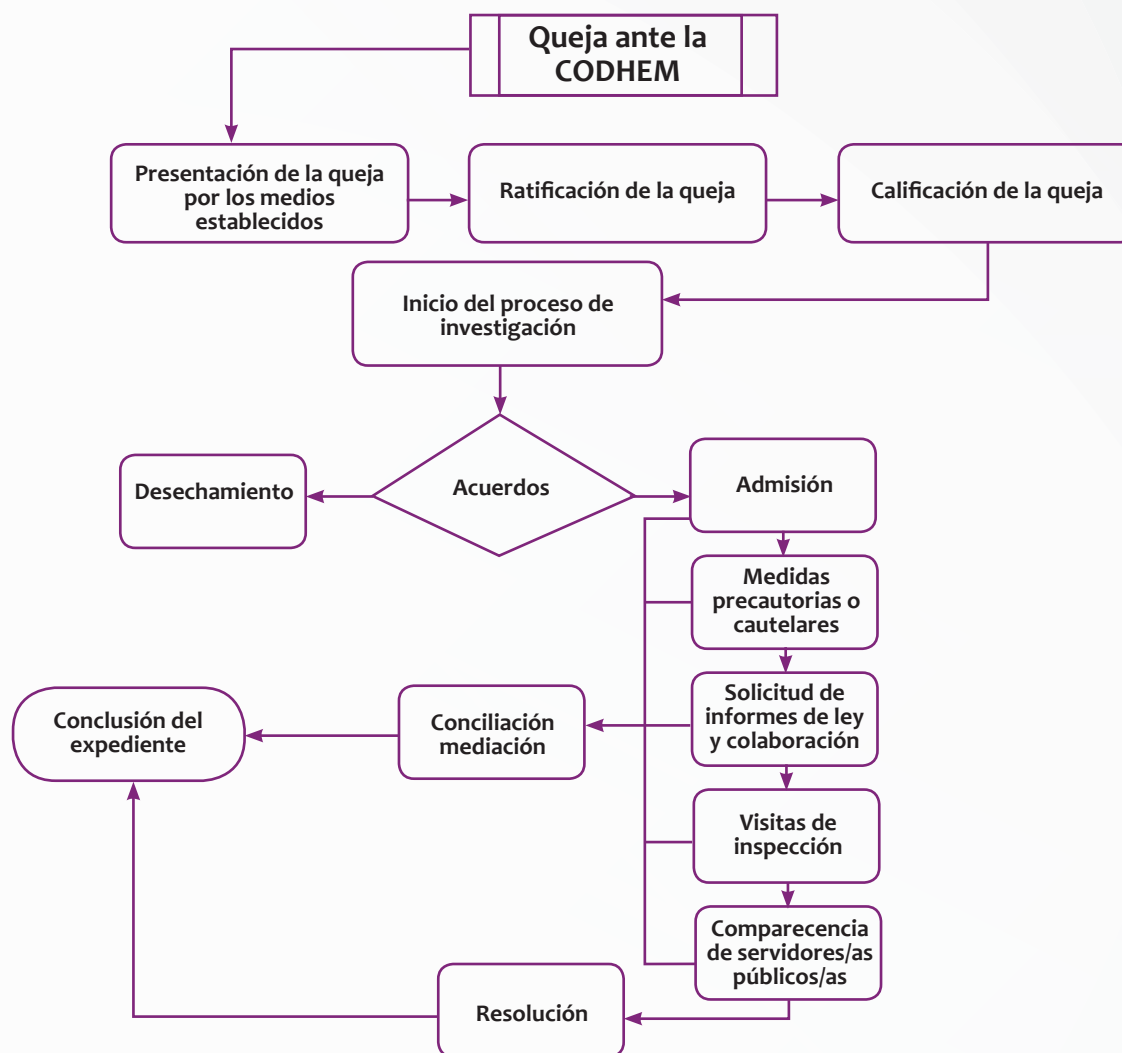 Queja ante la
CODHEM
Presentación de la queja
por los medios
establecidos
Ratificación de la queja
Calificación de la queja
Inicio del proceso de
investigación
Acuerdos
Desechamiento
Admisión
Medidas
precautorias o
cautelares
Solicitud de
informes de ley
y colaboración
Conciliación
mediación
Conclusión del
expediente
Visitas de
inspección
Comparecencia
de servidores/as
públicos/as
Resolución